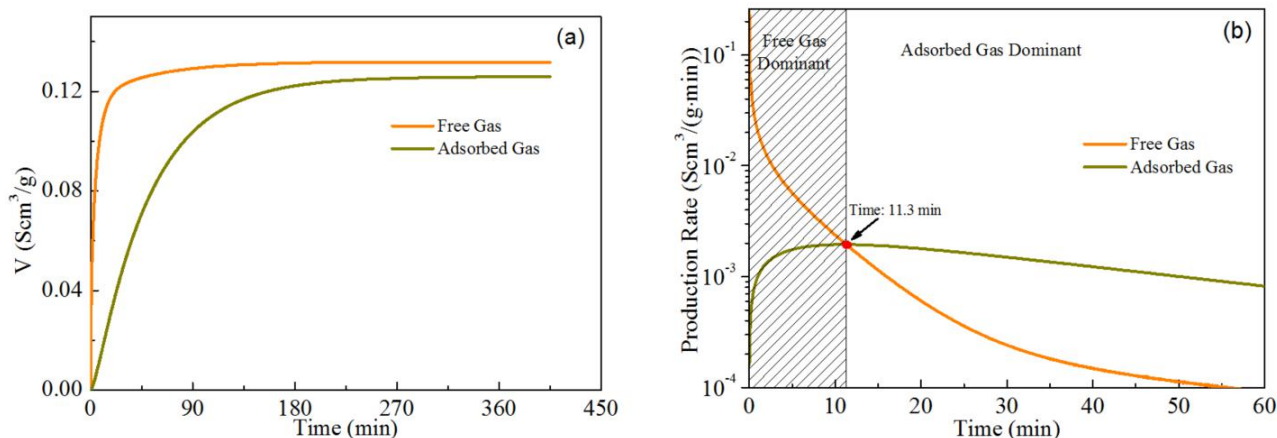 (a)
0.12
0.08
0.04
0.00
V (Scm³/g)
Free Gas
Adsorbed Gas
0 90 180 270 360 450
Time (min)
(b)
10⁻¹
10⁻²
10⁻³
10⁻⁴
Production Rate (Scm³/(g·min))
Free Gas
Dominant
Adsorbed Gas Dominant
Free Gas
Adsorbed Gas
Time: 11.3 min
0 10 20 30 40 50 60
Time (min)